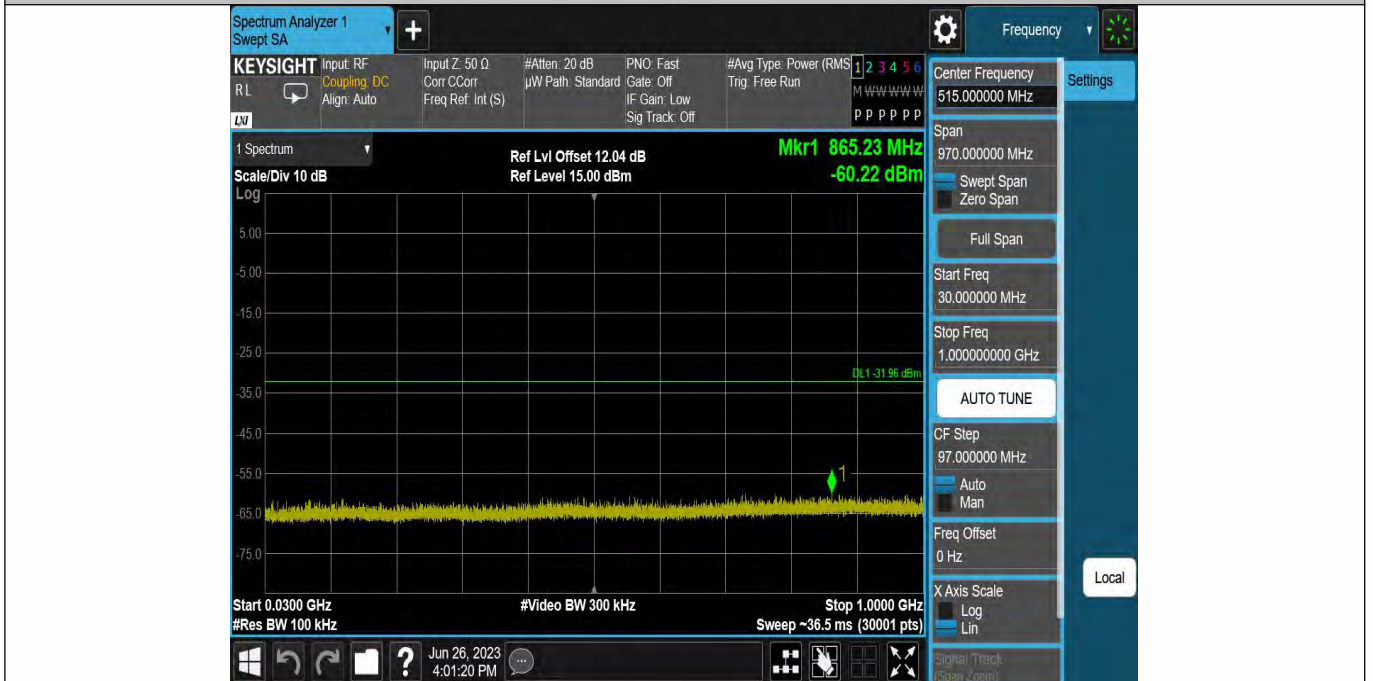 Spectrum Analyzer 1
Swept SA
+
Frequency
KEYSIGHT
RL
LXI
Input: RF
Coupling: DC
Align: Auto
Input Z: 50 Ω
Corr CCorr
Freq Ref: Int (S)
#Atten: 20 dB
µW Path: Standard
PNO: Fast
Gate: Off
IF Gain: Low
Sig Track: Off
#Avg Type: Power (RMS
Trig: Free Run
1 2 3 4 5 6
M W W W W W
P P P P P P
1 Spectrum
Scale/Div 10 dB
Ref Lvl Offset 12.04 dB
Ref Level 15.00 dBm
Mkr1 865.23 MHz
-60.22 dBm
Log
5.00
-5.00
-15.0
-25.0
DL1 -31.96 dBm
-35.0
-45.0
-55.0
1
-65.0
-75.0
Start 0.0300 GHz
#Video BW 300 kHz
Stop 1.0000 GHz
#Res BW 100 kHz
Sweep ~36.5 ms (30001 pts)
?
Jun 26, 2023
4:01:20 PM
Center Frequency
515.000000 MHz
Settings
Span
970.000000 MHz
Swept Span
Zero Span
Full Span
Start Freq
30.000000 MHz
Stop Freq
1.000000000 GHz
AUTO TUNE
CF Step
97.000000 MHz
Auto
Man
Freq Offset
0 Hz
X Axis Scale
Log
Lin
Local
Signal Track
(Span Zoom)